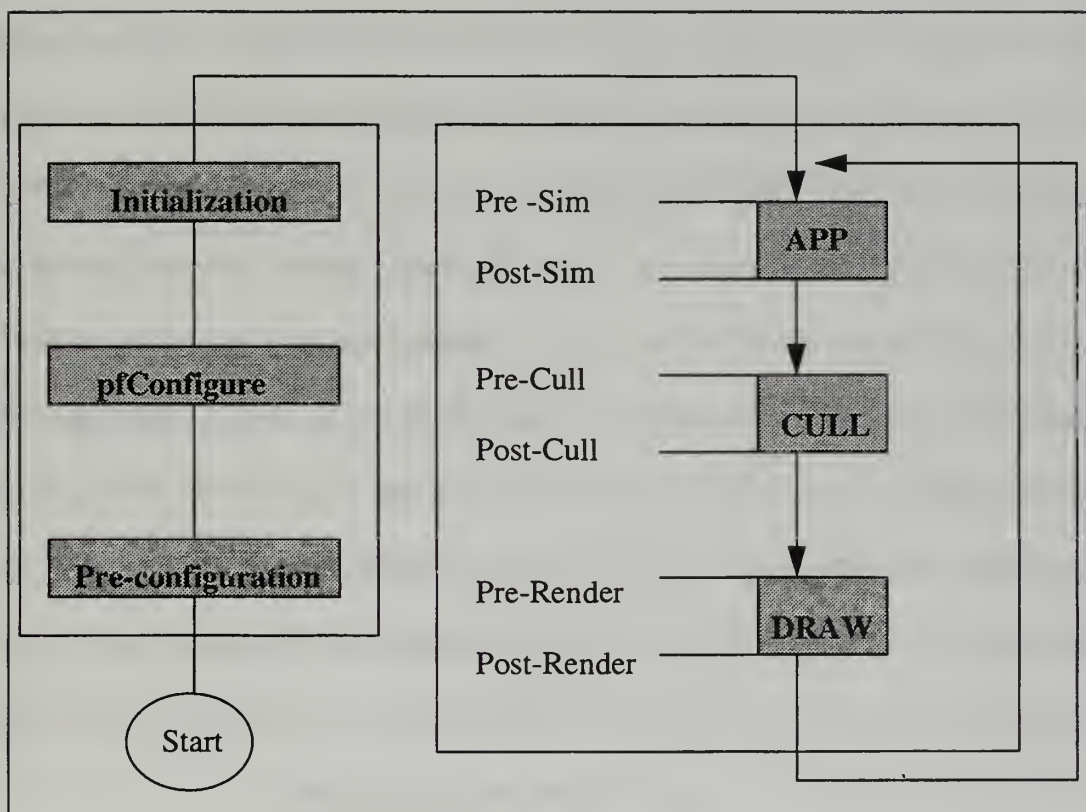 Initialization
pfConfigure
Pre-configuration
Start
Pre -Sim
Post-Sim
APP
Pre-Cull
Post-Cull
CULL
Pre-Render
Post-Render
DRAW